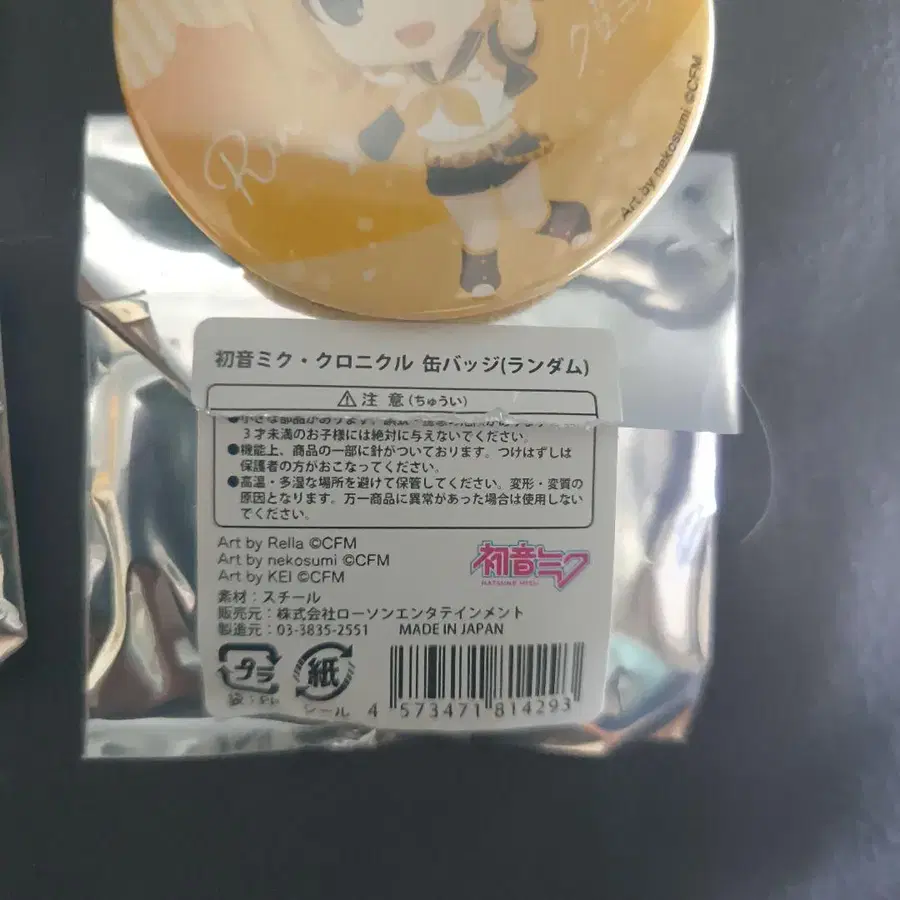 Rin
Art by nekosumi ©CFM
初音ミク・クロニクル 缶バッジ(ランダム)
⚠注 意(ちゅうい)
3才未満のお子様には絶対に与えないでください。
●機能上、商品の一部に針がついております。つけはずしは
保護者の方がおこなってください。
●高温・多湿な場所を避けて保管してください。変形・変質の
原因となります。万一商品に異常があった場合は使用しない
でください。
Art by Rella ©CFM
Art by nekosumi ©CFM
Art by KEI ©CFM
初音ミク
HATSUNE MIKU
素材：スチール
販売元：株式会社ローソンエンタテインメント
製造元：03-3835-2551 MADE IN JAPAN
プラ
紙
袋：PP
シール
4 573471 814293